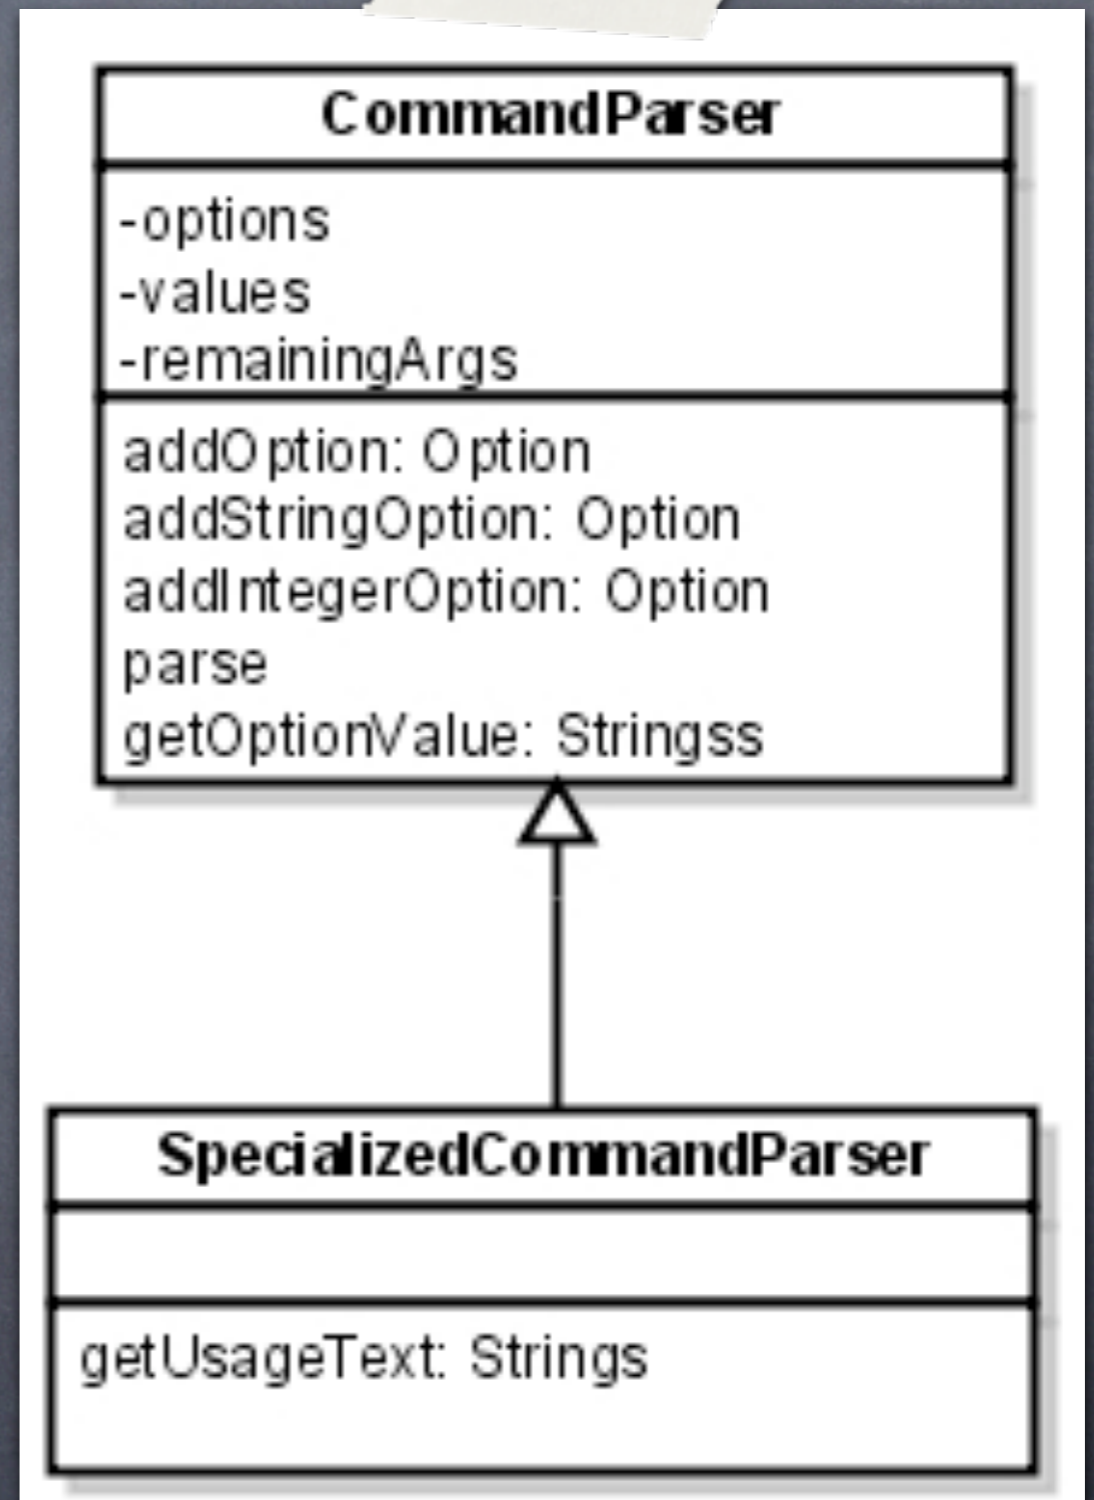 CommandParser
-options
-values
-remainingArgs
addOption: Option
addStringOption: Option
addIntegerOption: Option
parse
getOptionValue: Stringss
SpecializedCommandParser
getUsageText: Strings